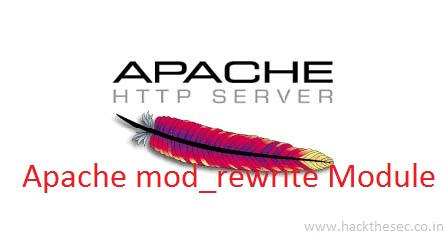 APACHE
HTTP SERVER
Apache mod_rewrite Module
www.hackthesec.co.in